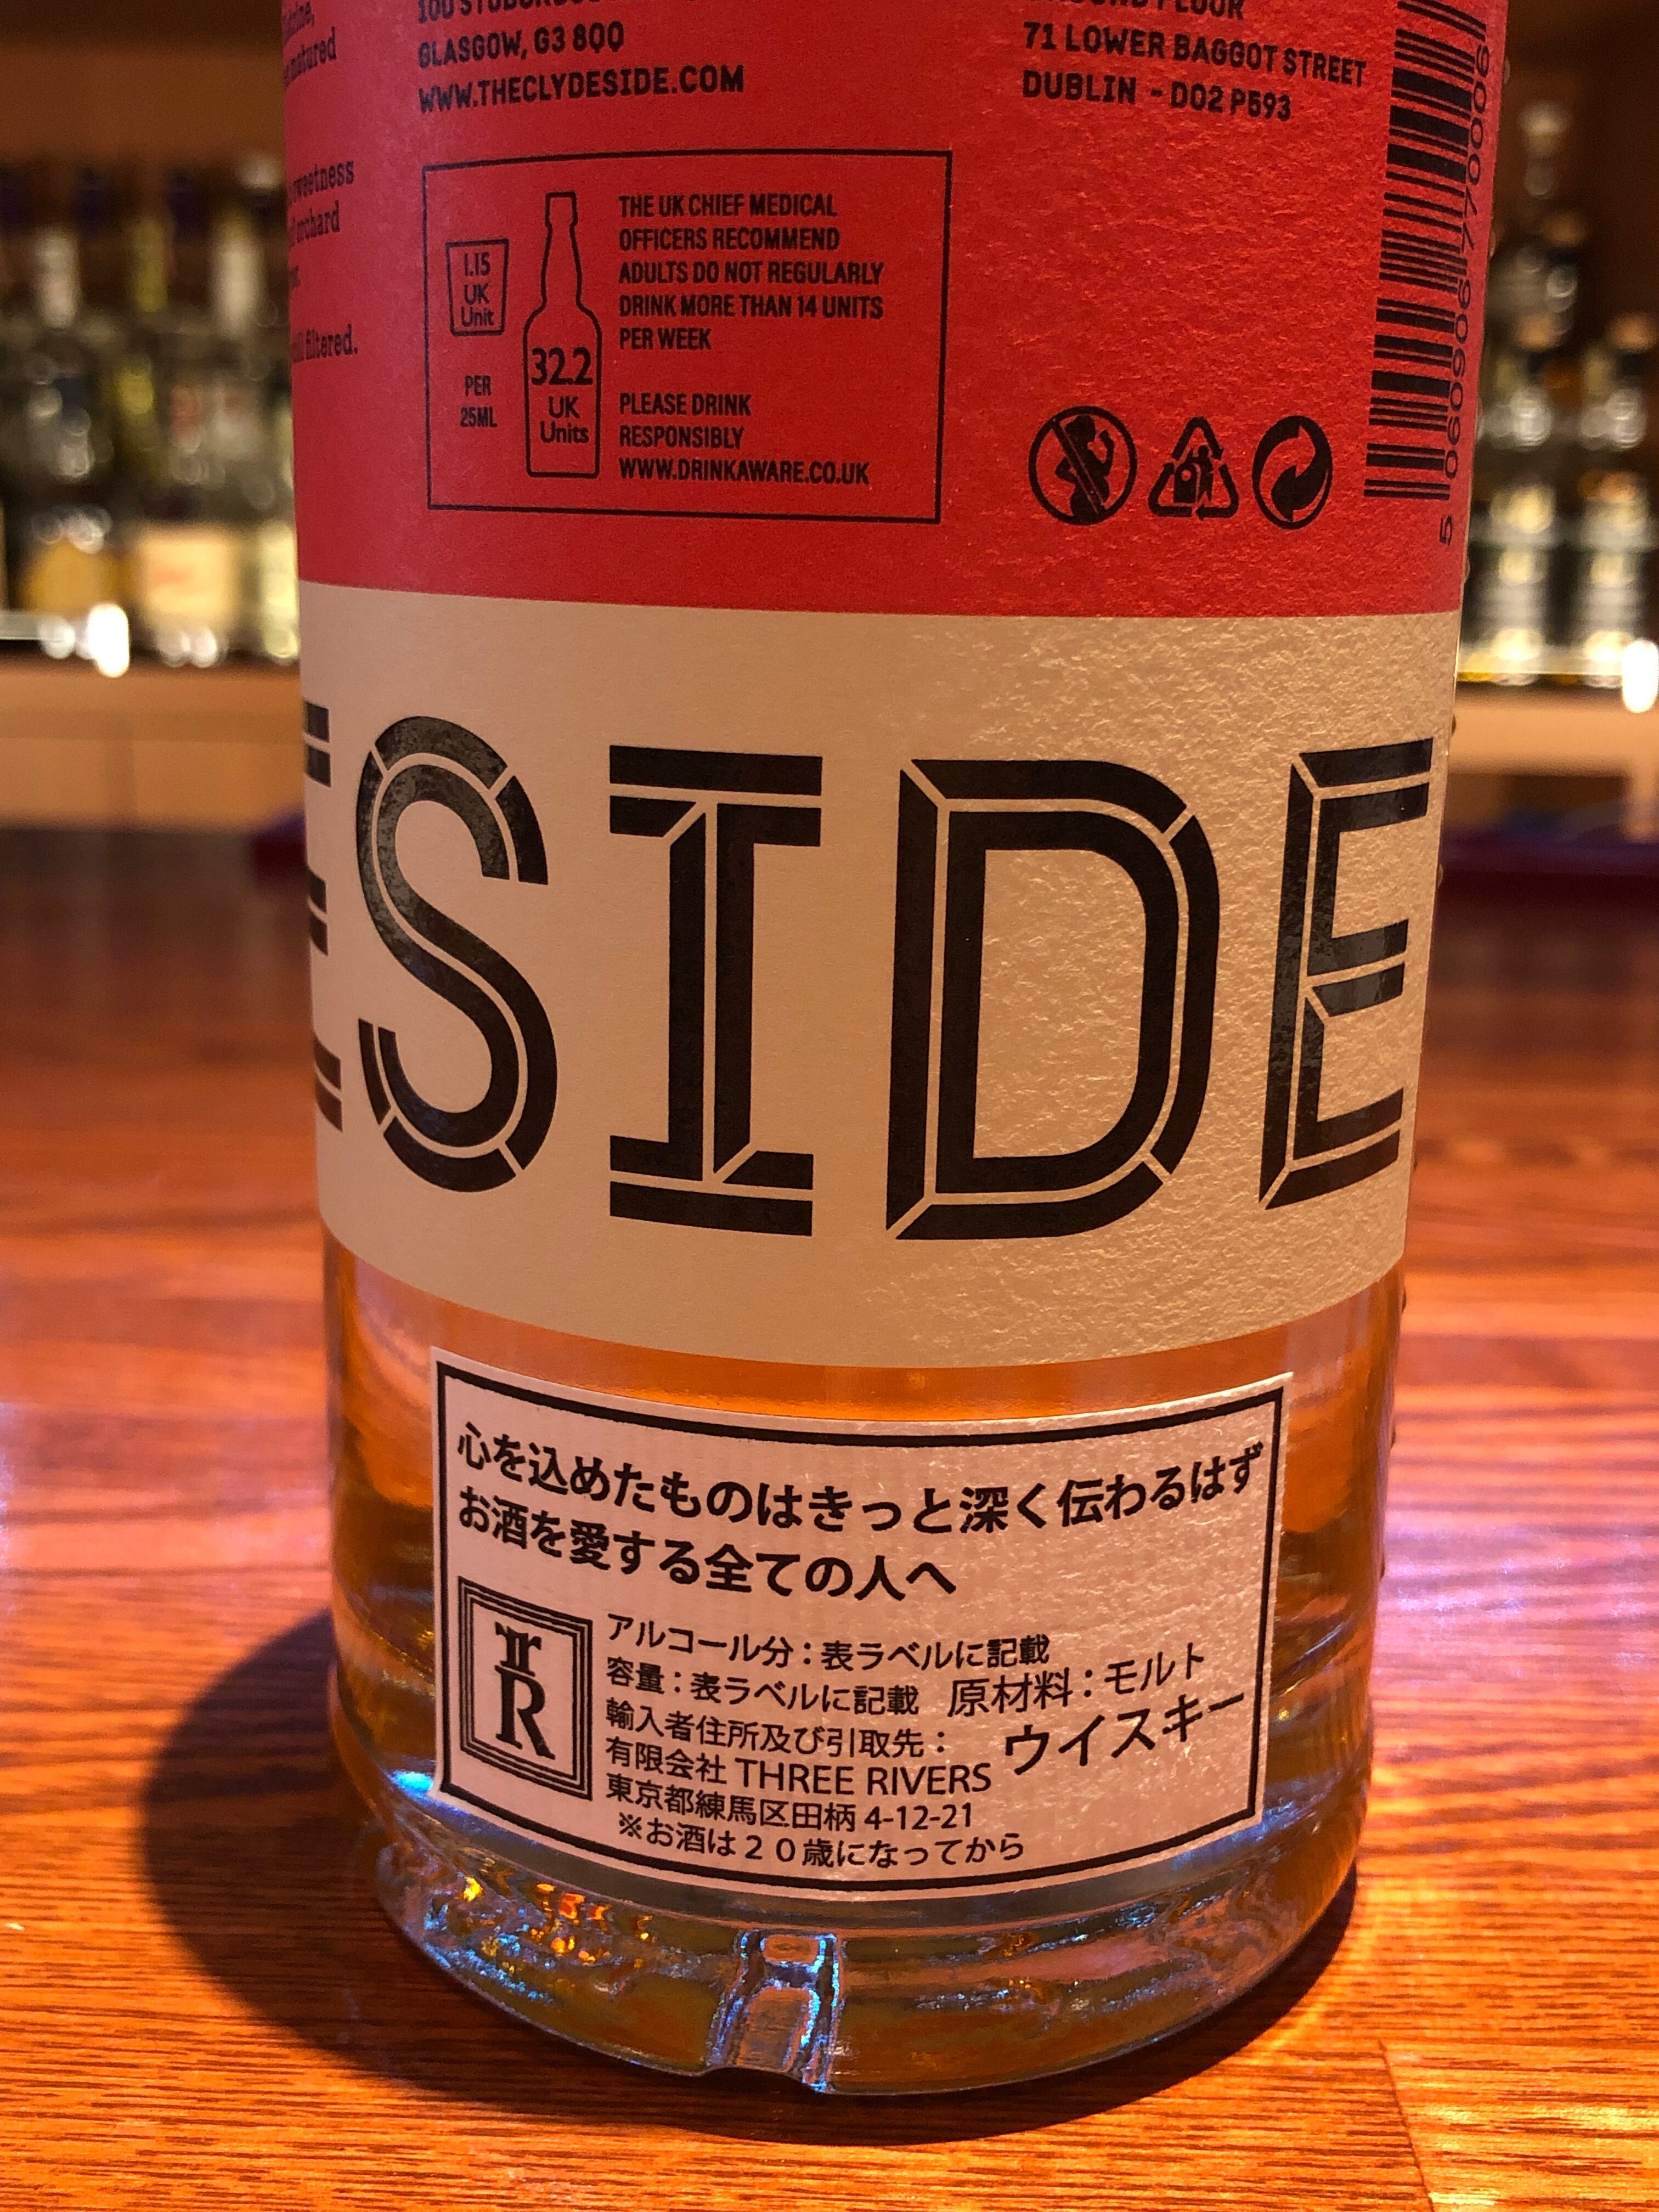 matured
sweetness
orchard
filtered.
GLASGOW, G3 8QQ
WWW.THECLYDESIDE.COM
71 LOWER BAGGOT STREET
DUBLIN - D02 P593
1.15
UK
Unit
PER
25ML
32.2
UK
Units
THE UK CHIEF MEDICAL
OFFICERS RECOMMEND
ADULTS DO NOT REGULARLY
DRINK MORE THAN 14 UNITS
PER WEEK
PLEASE DRINK
RESPONSIBLY
WWW.DRINKAWARE.CO.UK
5 060906 770006
ESIDE
心を込めたものはきっと深く伝わるはず
お酒を愛する全ての人へ
TR
アルコール分：表ラベルに記載
容量：表ラベルに記載 原材料：モルト
ウイスキー
輸入者住所及び引取先：
有限会社 THREE RIVERS
東京都練馬区田柄 4-12-21
※お酒は２０歳になってから